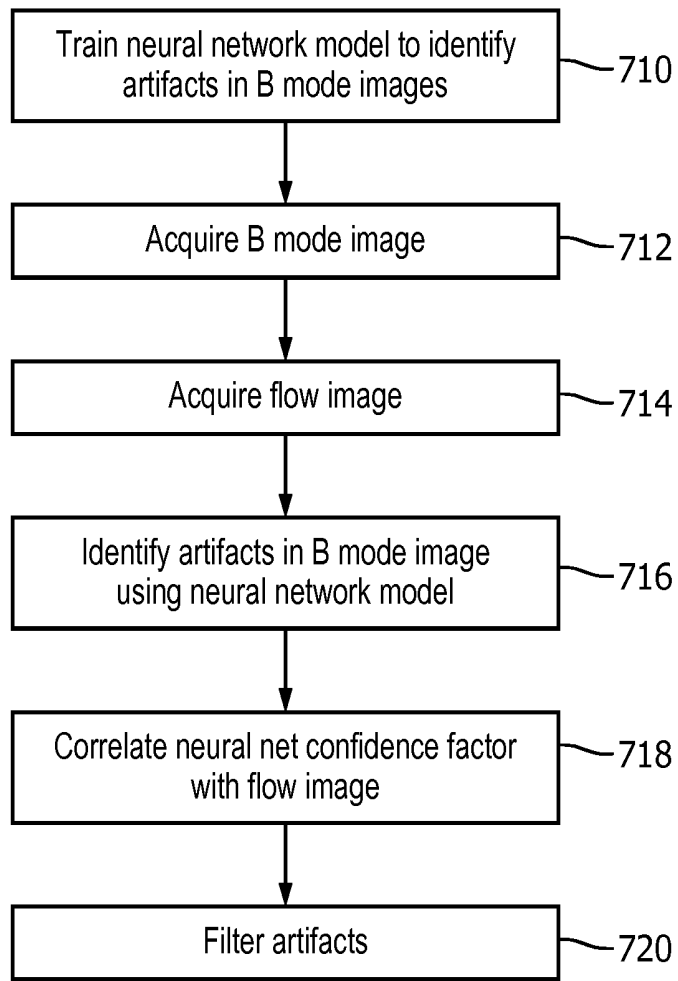 Train neural network model to identify
artifacts in B mode images
710
Acquire B mode image
712
Acquire flow image
714
Identify artifacts in B mode image
using neural network model
716
Correlate neural net confidence factor
with flow image
718
Filter artifacts
720